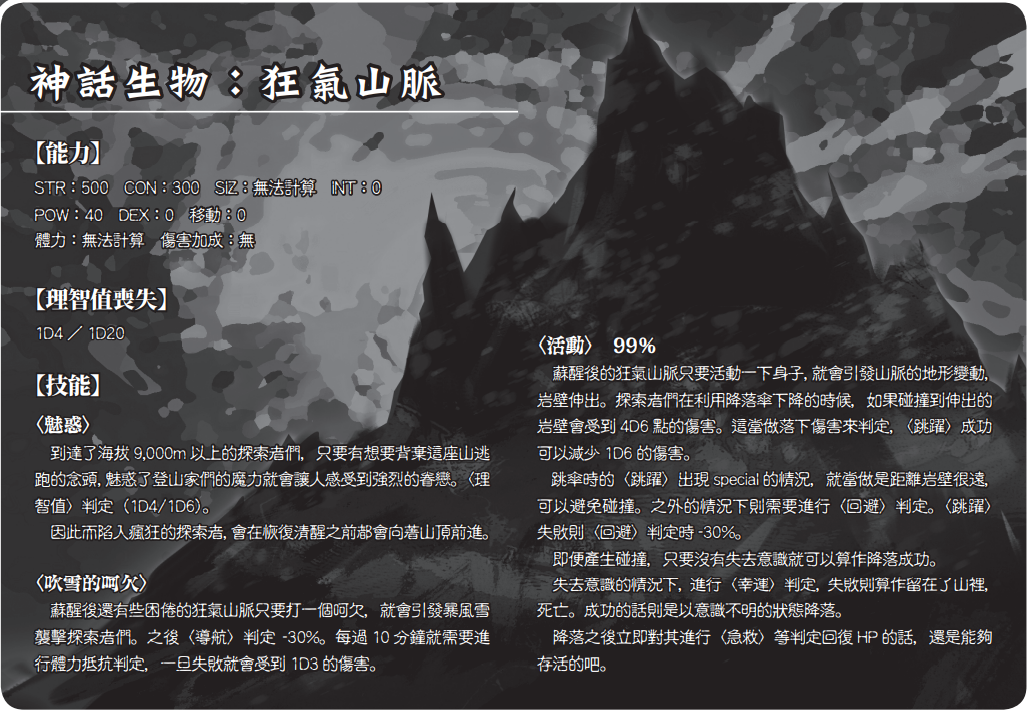 神話生物：狂氣山脈
【能力】
STR：500　CON：300　SIZ：無法計算　INT：0
POW：40　DEX：0　移動：0
體力：無法計算　傷害加成：無
【理智值喪失】
1D4 ／ 1D20
【技能】
〈魅惑〉
到達了海拔 9,000m 以上的探索者們，只要有想要背棄這座山逃
跑的念頭，魅惑了登山家們的魔力就會讓人感受到強烈的眷戀。〈理
智值〉判定（1D4/1D6）。
因此而陷入瘋狂的探索者，會在恢復清醒之前都會向著山頂前進。
〈吹雪的呵欠〉
蘇醒後還有些困倦的狂氣山脈只要打一個呵欠，就會引發暴風雪
襲擊探索者們。之後〈導航〉判定 -30%。每過 10 分鐘就需要進
行體力抵抗判定，一旦失敗就會受到 1D3 的傷害。
〈活動〉　99%
蘇醒後的狂氣山脈只要活動一下身子，就會引發山脈的地形變動，
岩壁伸出。探索者們在利用降落傘下降的時候，如果碰撞到伸出的
岩壁會受到 4D6 點的傷害。這當做落下傷害來判定，〈跳躍〉成功
可以減少 1D6 的傷害。
跳傘時的〈跳躍〉出現 special 的情況，就當做是距離岩壁很遠，
可以避免碰撞。之外的情況下則需要進行〈回避〉判定。〈跳躍〉
失敗則〈回避〉判定時 -30%。
即便產生碰撞，只要沒有失去意識就可以算作降落成功。
失去意識的情況下，進行〈幸運〉判定，失敗則算作留在了山裡，
死亡。成功的話則是以意識不明的狀態降落。
降落之後立即對其進行〈急救〉等判定回復 HP 的話，還是能夠
存活的吧。